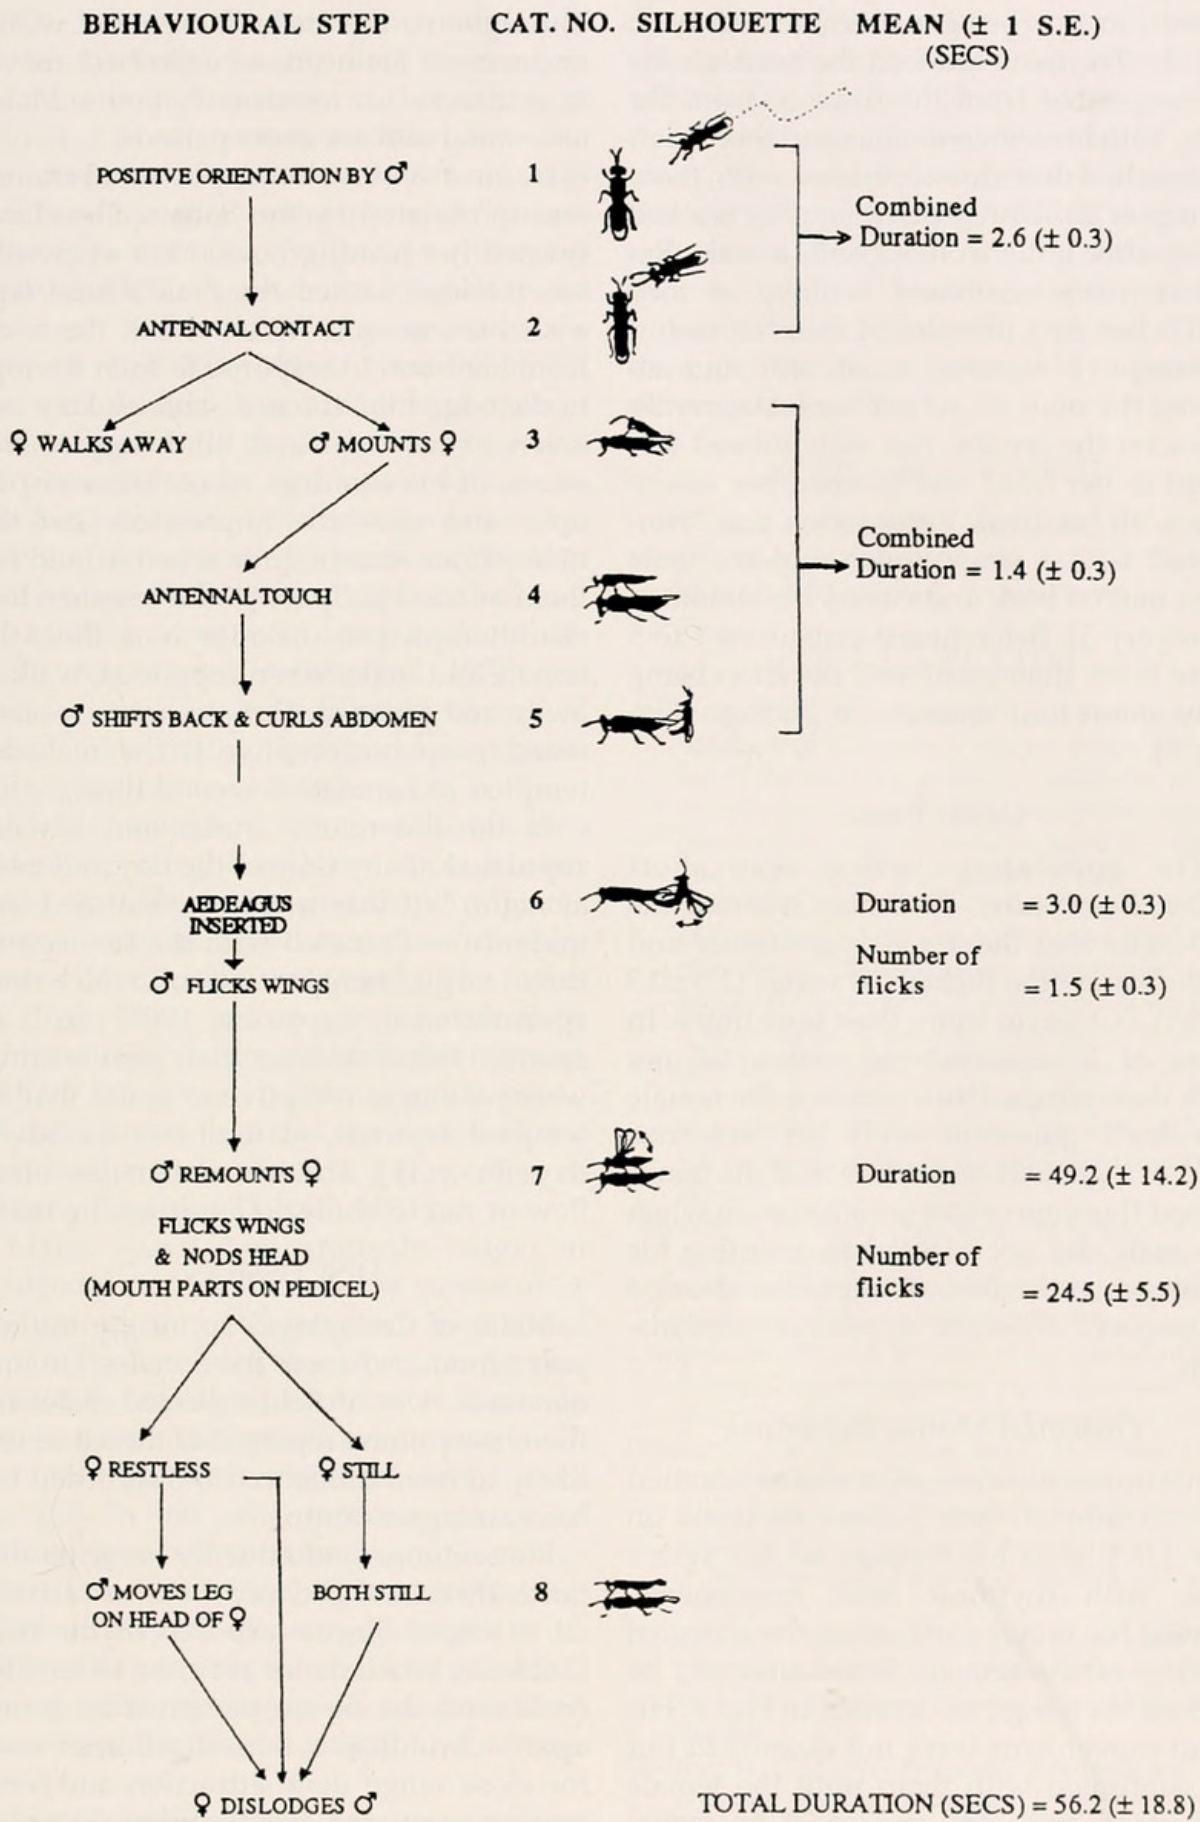 BEHAVIOURAL STEP CAT. NO. SILHOUETTE MEAN (± 1 S.E.)
(SECS)
POSITIVE ORIENTATION BY ♂ 1
Combined
Duration = 2.6 (± 0.3)
ANTENNAL CONTACT 2
♀ WALKS AWAY ♂ MOUNTS ♀ 3
Combined
Duration = 1.4 (± 0.3)
ANTENNAL TOUCH 4
♂ SHIFTS BACK & CURLS ABDOMEN 5
AEDEAGUS 6 Duration = 3.0 (± 0.3)
INSERTED
Number of
♂ FLICKS WINGS flicks = 1.5 (± 0.3)
♂ REMOUNTS ♀ 7 Duration = 49.2 (± 14.2)
FLICKS WINGS
& NODS HEAD Number of
(MOUTH PARTS ON PEDICEL) flicks = 24.5 (± 5.5)
♀ RESTLESS ♀ STILL
♂ MOVES LEG BOTH STILL 8
ON HEAD OF ♀
♀ DISLODGES ♂ TOTAL DURATION (SECS) = 56.2 (± 18.8)